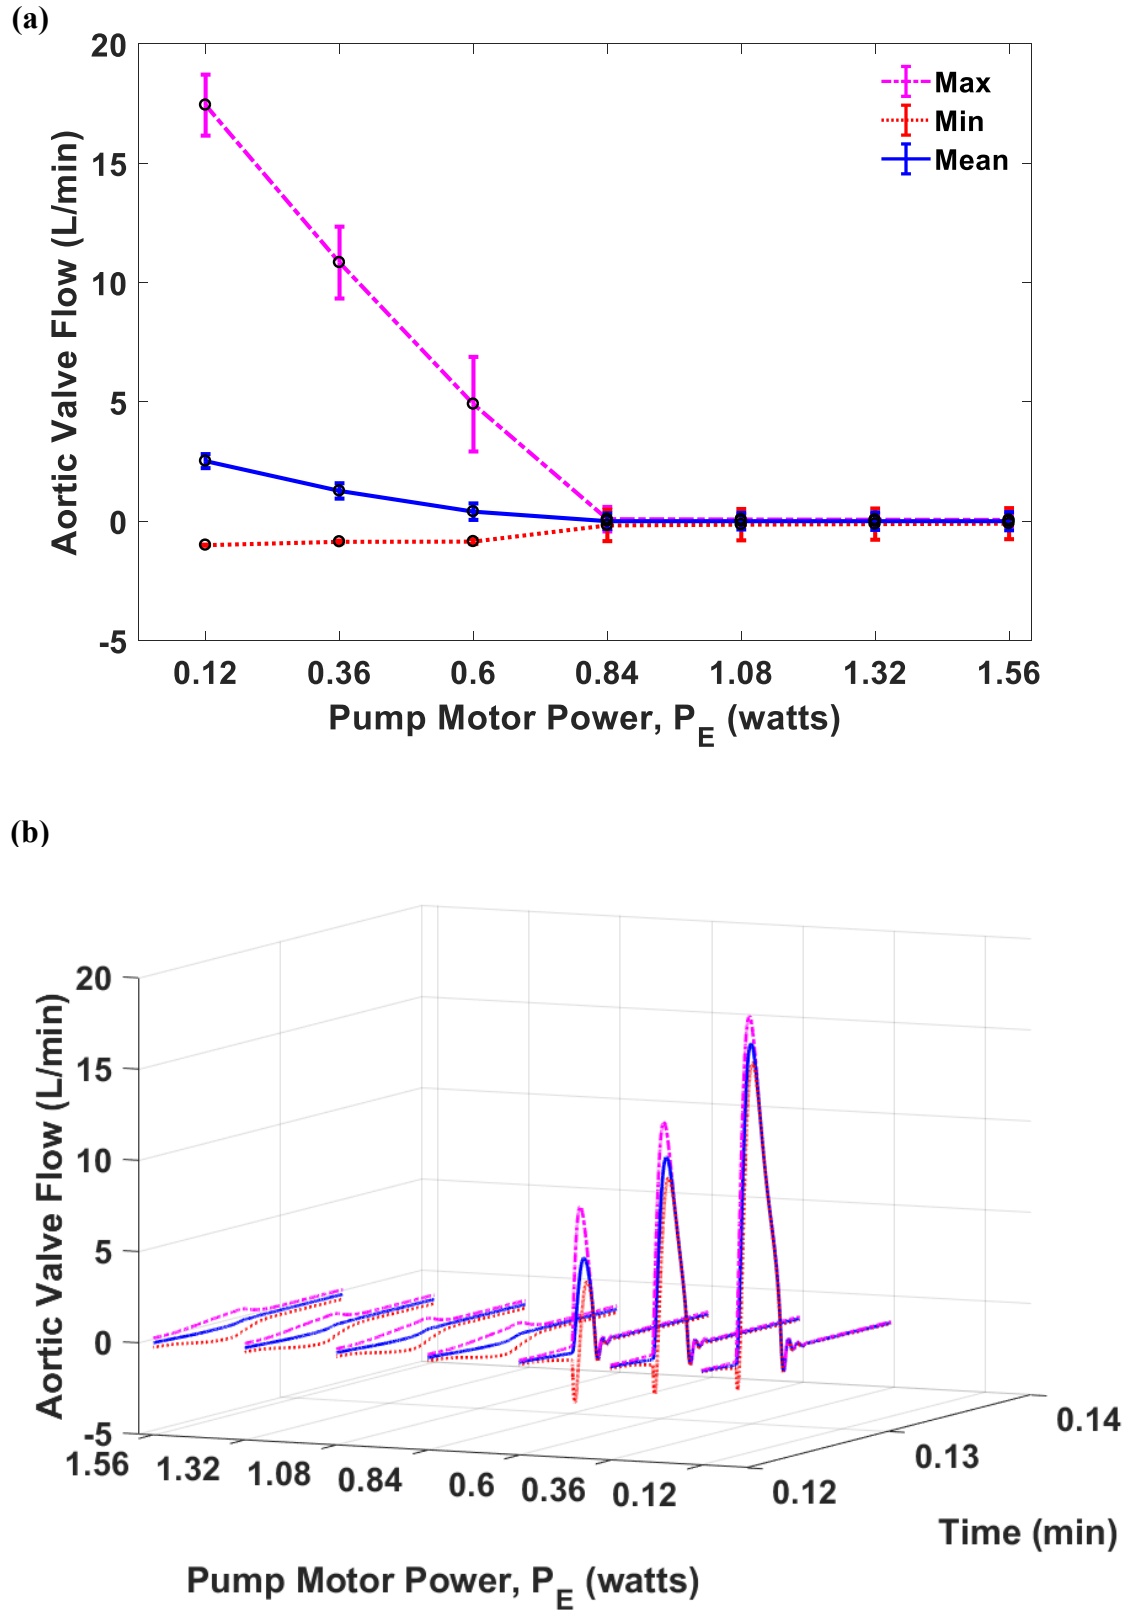 (a)
20
15
10
5
0
-5
Aortic Valve Flow (L/min)
Max
Min
Mean
0.12 0.36 0.6 0.84 1.08 1.32 1.56
Pump Motor Power, P_E (watts)
(b)
20
15
10
5
0
-5
Aortic Valve Flow (L/min)
1.56 1.32 1.08 0.84 0.6 0.36 0.12
0.12 0.13 0.14
Time (min)
Pump Motor Power, P_E (watts)